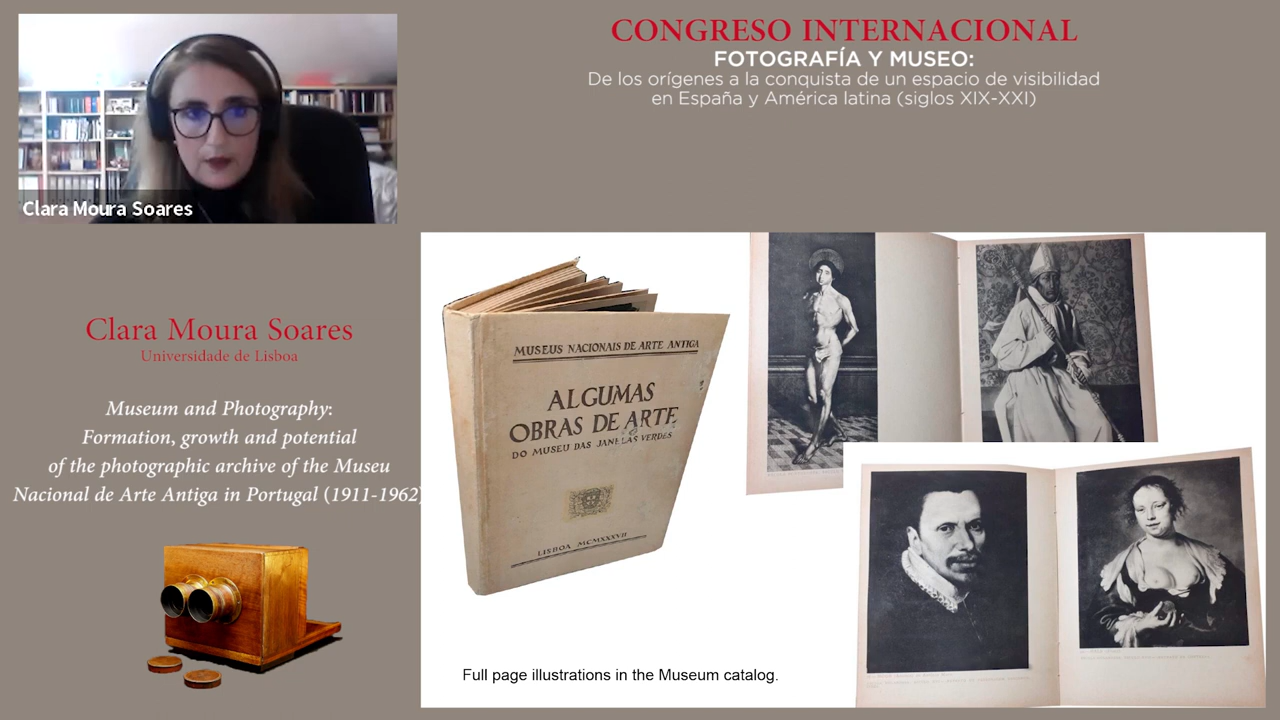 CONGRESO INTERNACIONAL
FOTOGRAFÍA Y MUSEO:
De los orígenes a la conquista de un espacio de visibilidad
en España y América latina (siglos XIX-XXI)
Clara Moura Soares
Clara Moura Soares
Universidade de Lisboa
Museum and Photography:
Formation, growth and potential
of the photographic archive of the Museu
Nacional de Arte Antiga in Portugal (1911-1962)
MUSEUS NACIONAIS DE ARTE ANTIGA
ALGUMAS
OBRAS DE ARTE
DO MUSEU DAS JANELAS VERDES
LISBOA MCMXXXVII
Full page illustrations in the Museum catalog.